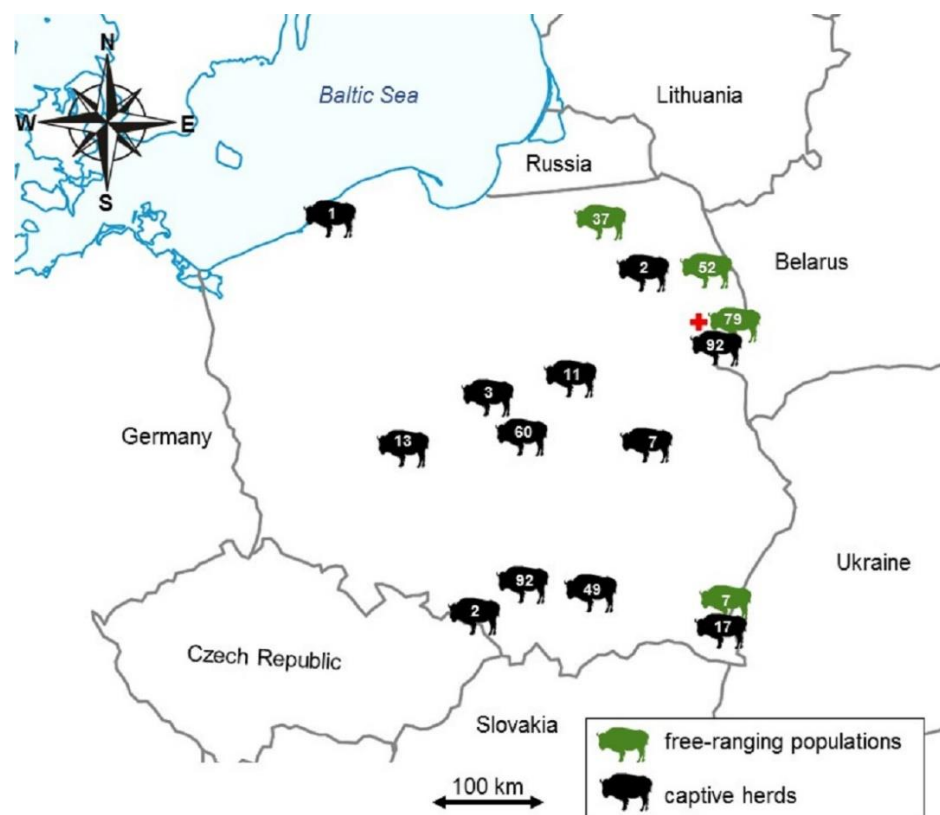 N
Baltic Sea
Lithuania
W
E
Russia
S
1
37
2
52
Belarus
79
92
11
3
Germany
13
60
7
92
49
Ukraine
7
2
17
Czech Republic
Slovakia
free-ranging populations
100 km
captive herds